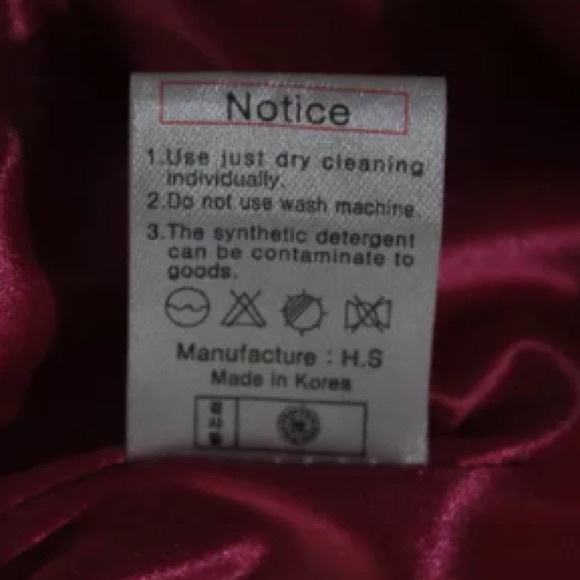 Notice
1.Use just dry cleaning
individually.
2.Do not use wash machine
3.The synthetic detergent
can be contaminate to
goods.
Manufacture : H.S
Made in Korea